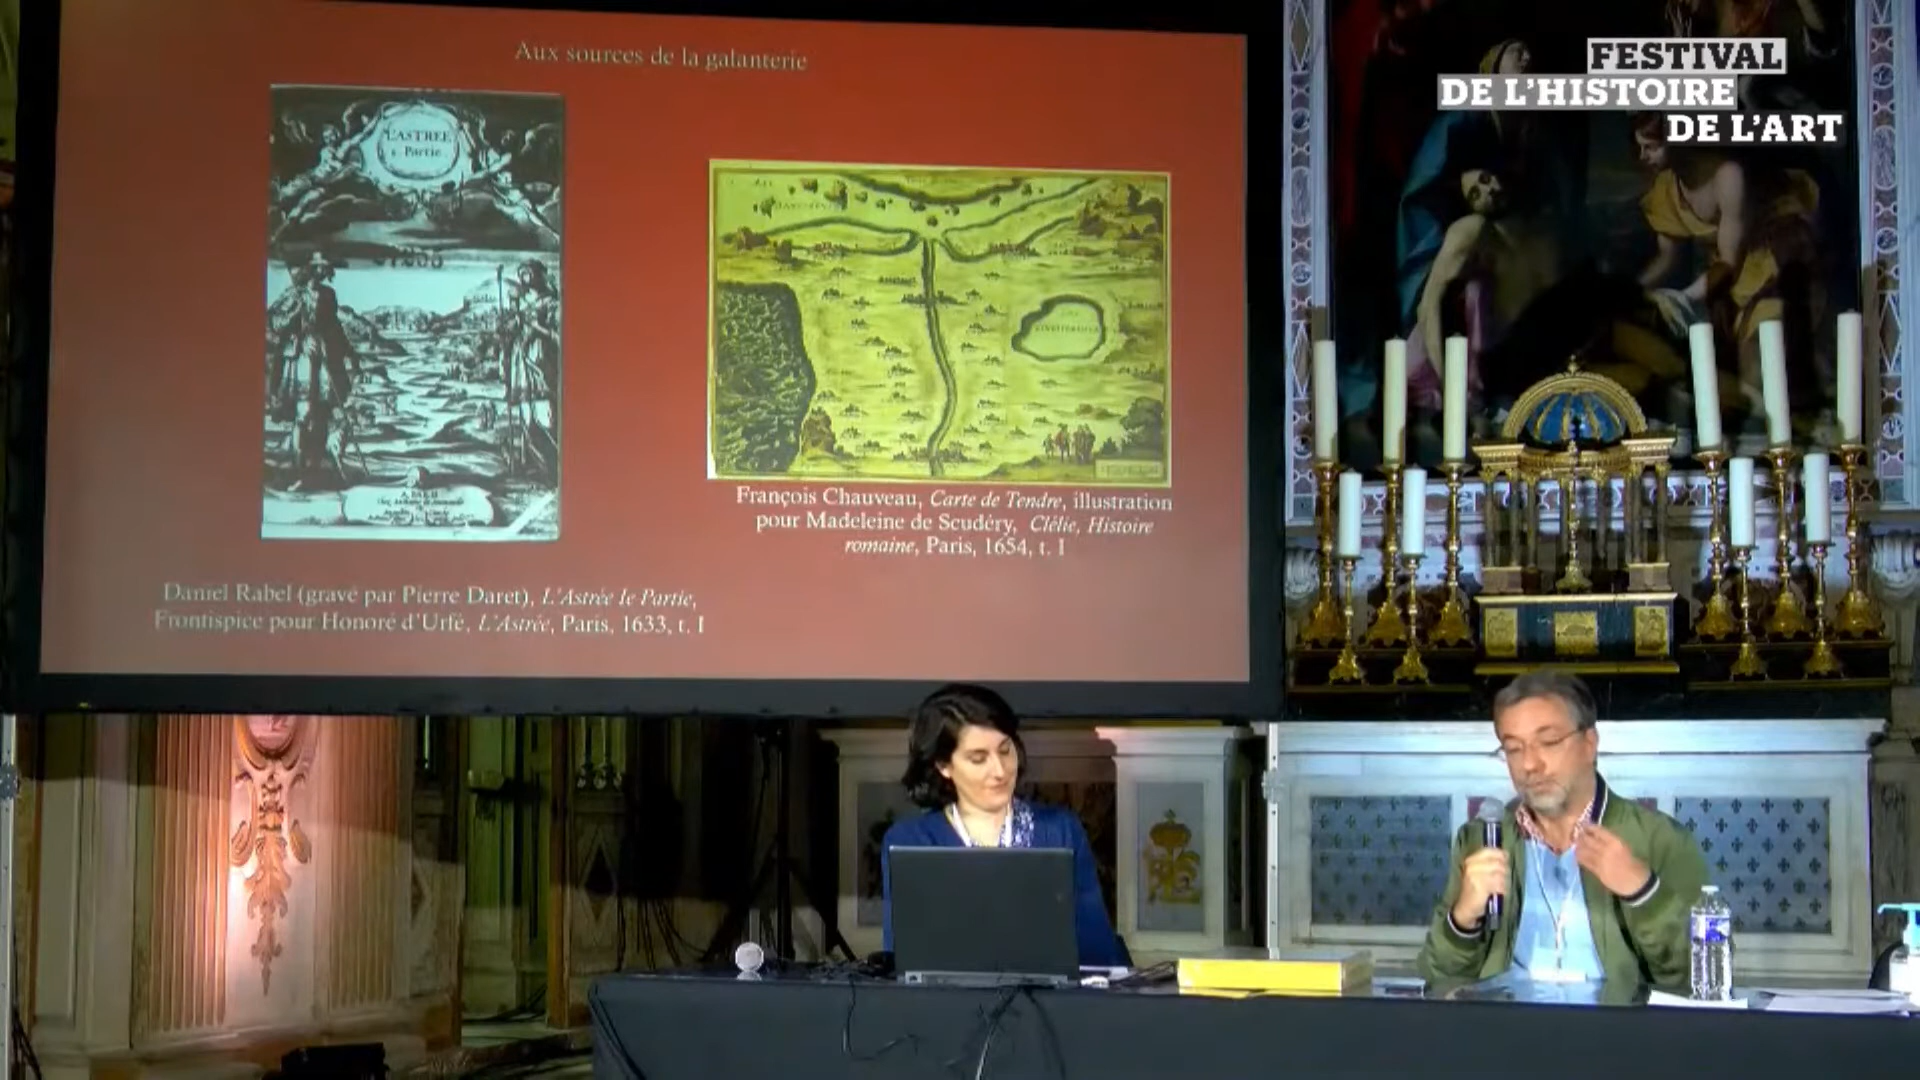 Aux sources de la galanterie
FESTIVAL
DE L'HISTOIRE
DE L'ART
L'ASTREE
Partie
François Chauveau, Carte de Tendre, illustration
pour Madeleine de Scudéry, Clélie, Histoire
romaine, Paris, 1654, t. I
A PARIS
Daniel Rabel (gravé par Pierre Daret), L'Astrée Ie Partie,
Frontispice pour Honoré d'Urfé, L'Astrée, Paris, 1633, t. I